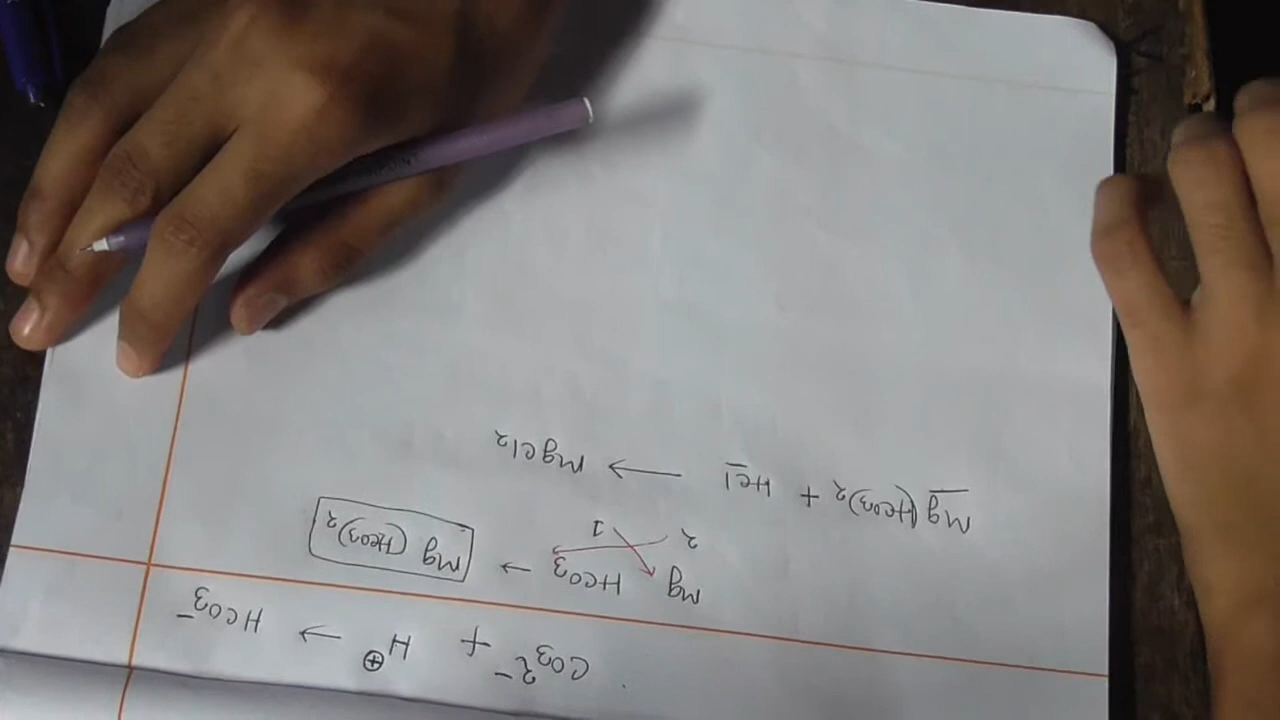 CO3²⁻ + H⊕ → HCO3⁻
Mg HCO3 → Mg (HCO3)2
2 1
Mg(HCO3)2 + HCl → MgCl2